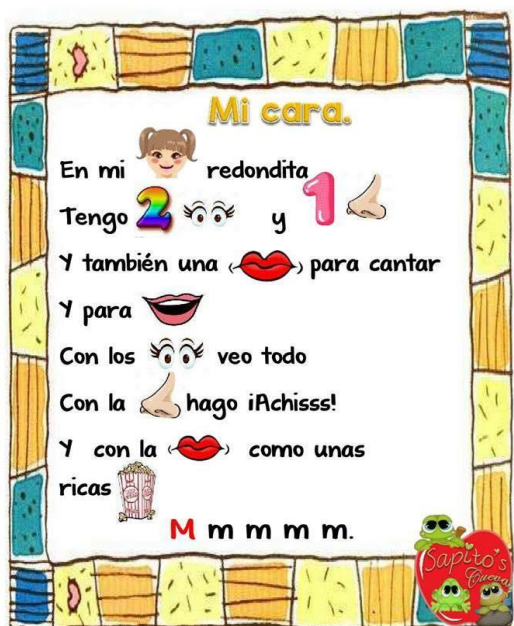 Mi cara.
En mi redondita
Tengo 2 y 1
Y también una para cantar
Y para
Con los veo todo
Con la hago ¡Achisss!
Y con la como unas
ricas
M m m m m.
Sapito's
Cueva